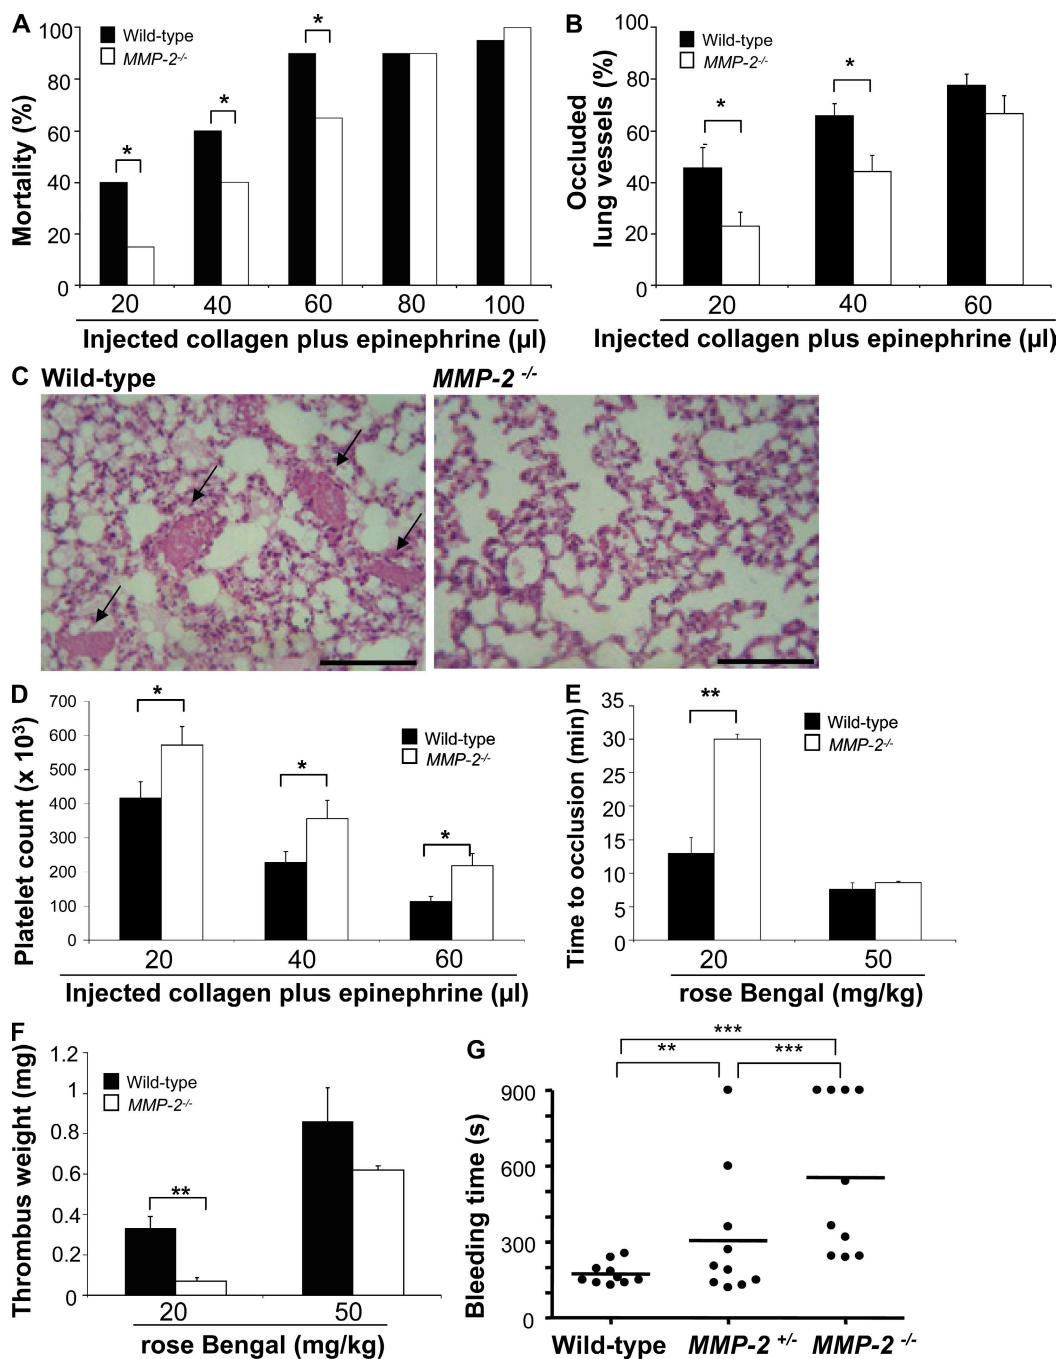 A
Mortality (%)
100
80
60
40
20
0
Wild-type
MMP-2-/-
*
*
*
20 40 60 80 100
Injected collagen plus epinephrine (µl)
B
Occluded
lung vessels (%)
100
80
60
40
20
0
Wild-type
MMP-2-/-
*
*
20 40 60
Injected collagen plus epinephrine (µl)
C Wild-type
MMP-2 -/-
D
Platelet count (x 10³)
700
600
500
400
300
200
100
0
Wild-type
MMP-2-/-
*
*
*
20 40 60
Injected collagen plus epinephrine (µl)
E
Time to occlusion (min)
35
30
25
20
15
10
5
0
Wild-type
MMP-2-/-
**
20 50
rose Bengal (mg/kg)
F
Thrombus weight (mg)
1.2
1
0.8
0.6
0.4
0.2
0
Wild-type
MMP-2-/-
**
20 50
rose Bengal (mg/kg)
G
Bleeding time (s)
900
600
300
0
***
** ***
Wild-type MMP-2 +/- MMP-2 -/-